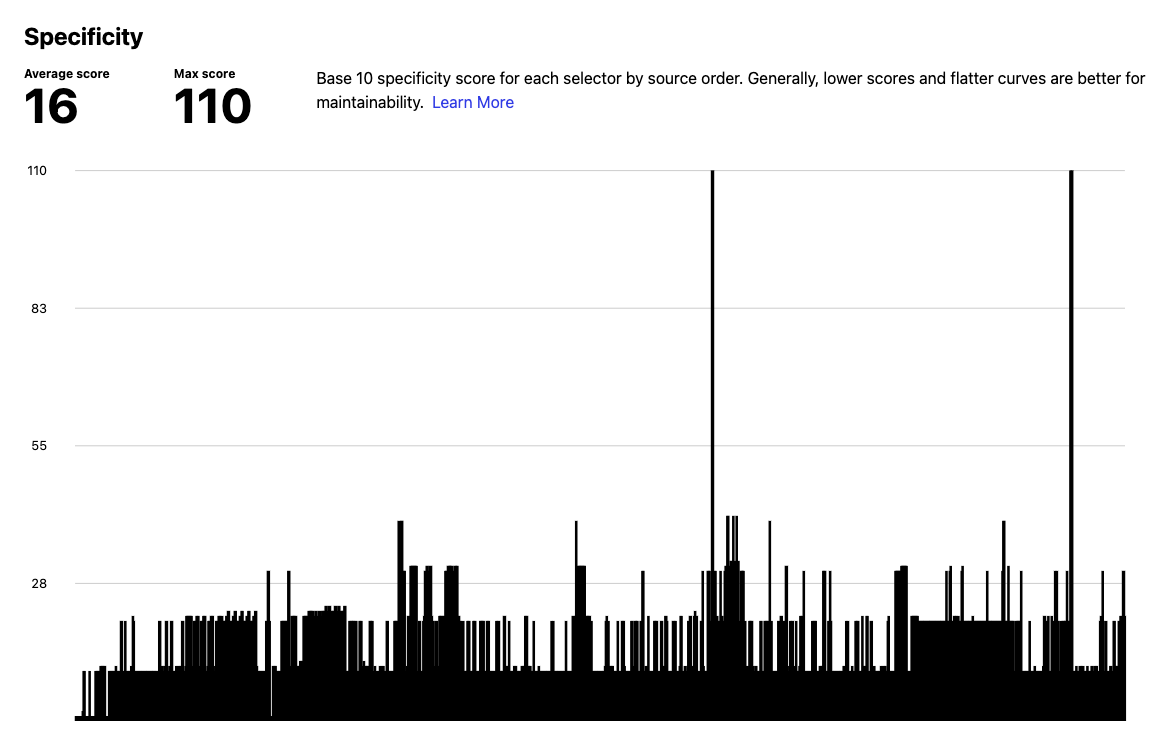 Specificity
Average score
16
Max score
110
Base 10 specificity score for each selector by source order. Generally, lower scores and flatter curves are better for
maintainability. Learn More
110
83
55
28